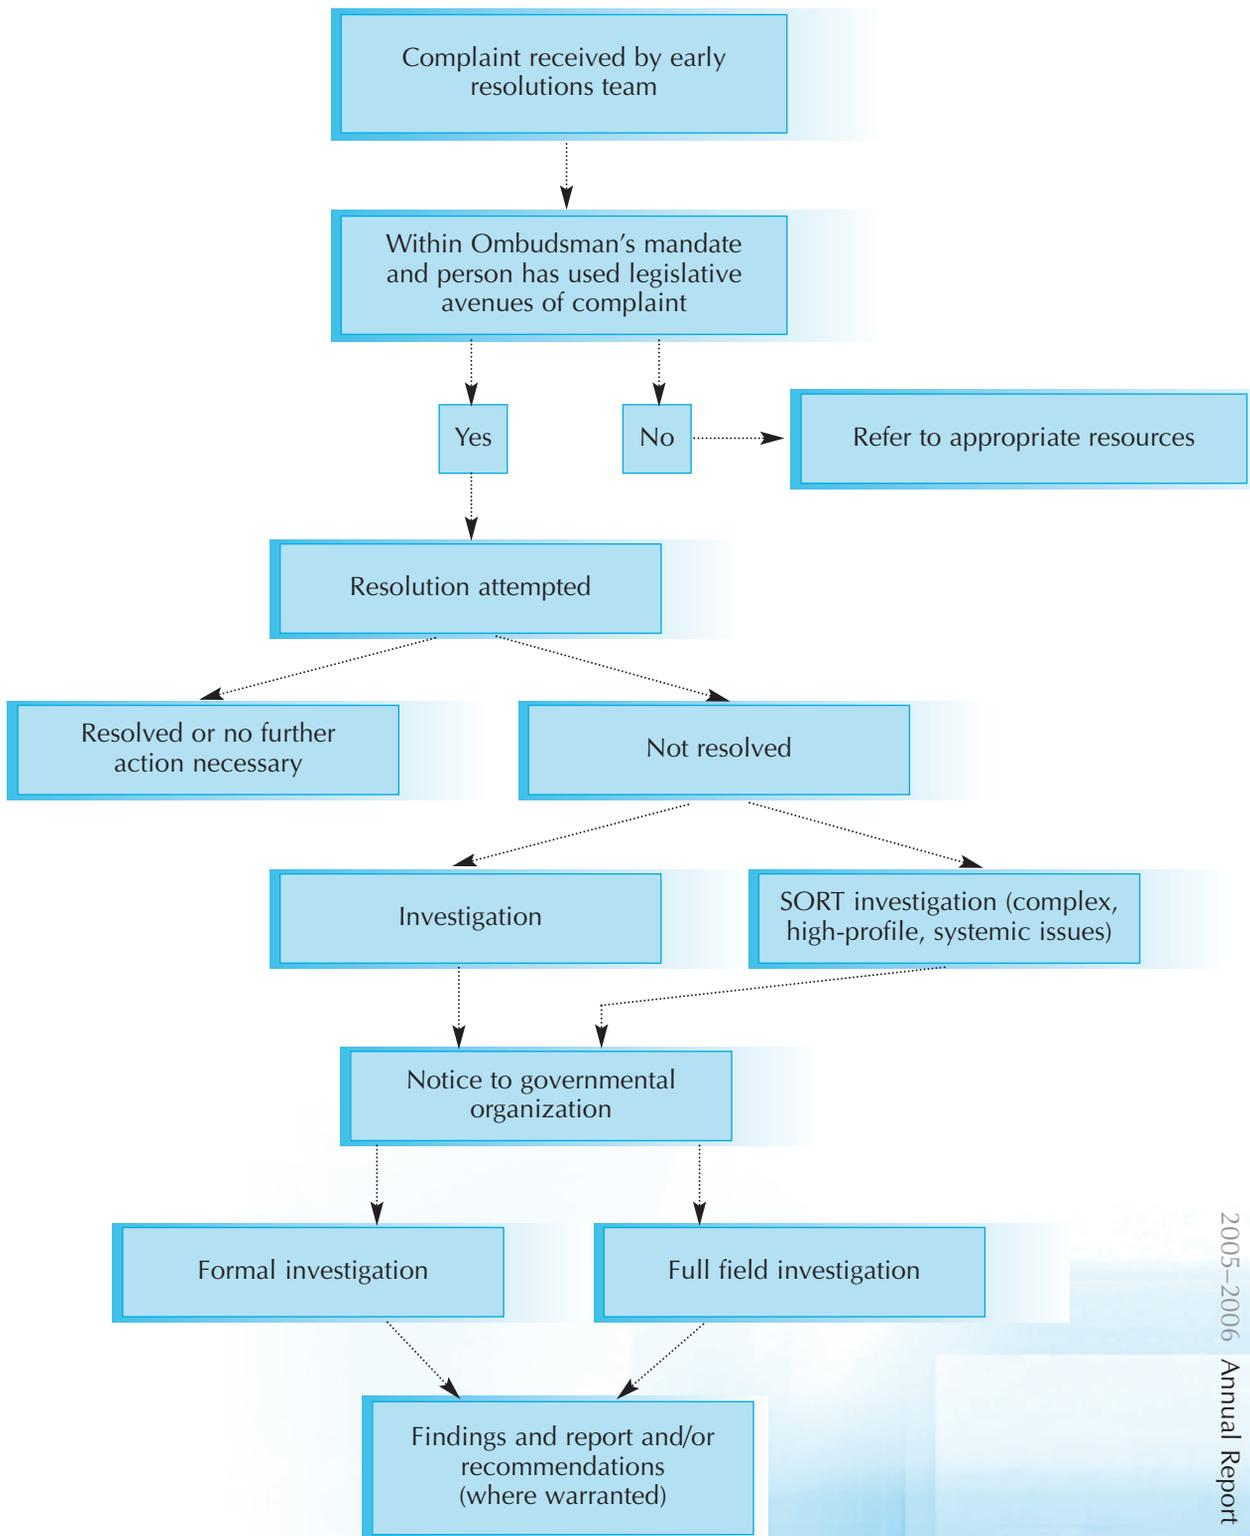 Complaint received by early
resolutions team
Within Ombudsman’s mandate
and person has used legislative
avenues of complaint
Yes
No
Refer to appropriate resources
Resolution attempted
Resolved or no further
action necessary
Not resolved
Investigation
SORT investigation (complex,
high-profile, systemic issues)
Notice to governmental
organization
Formal investigation
Full field investigation
Findings and report and/or
recommendations
(where warranted)
2005–2006 Annual Report